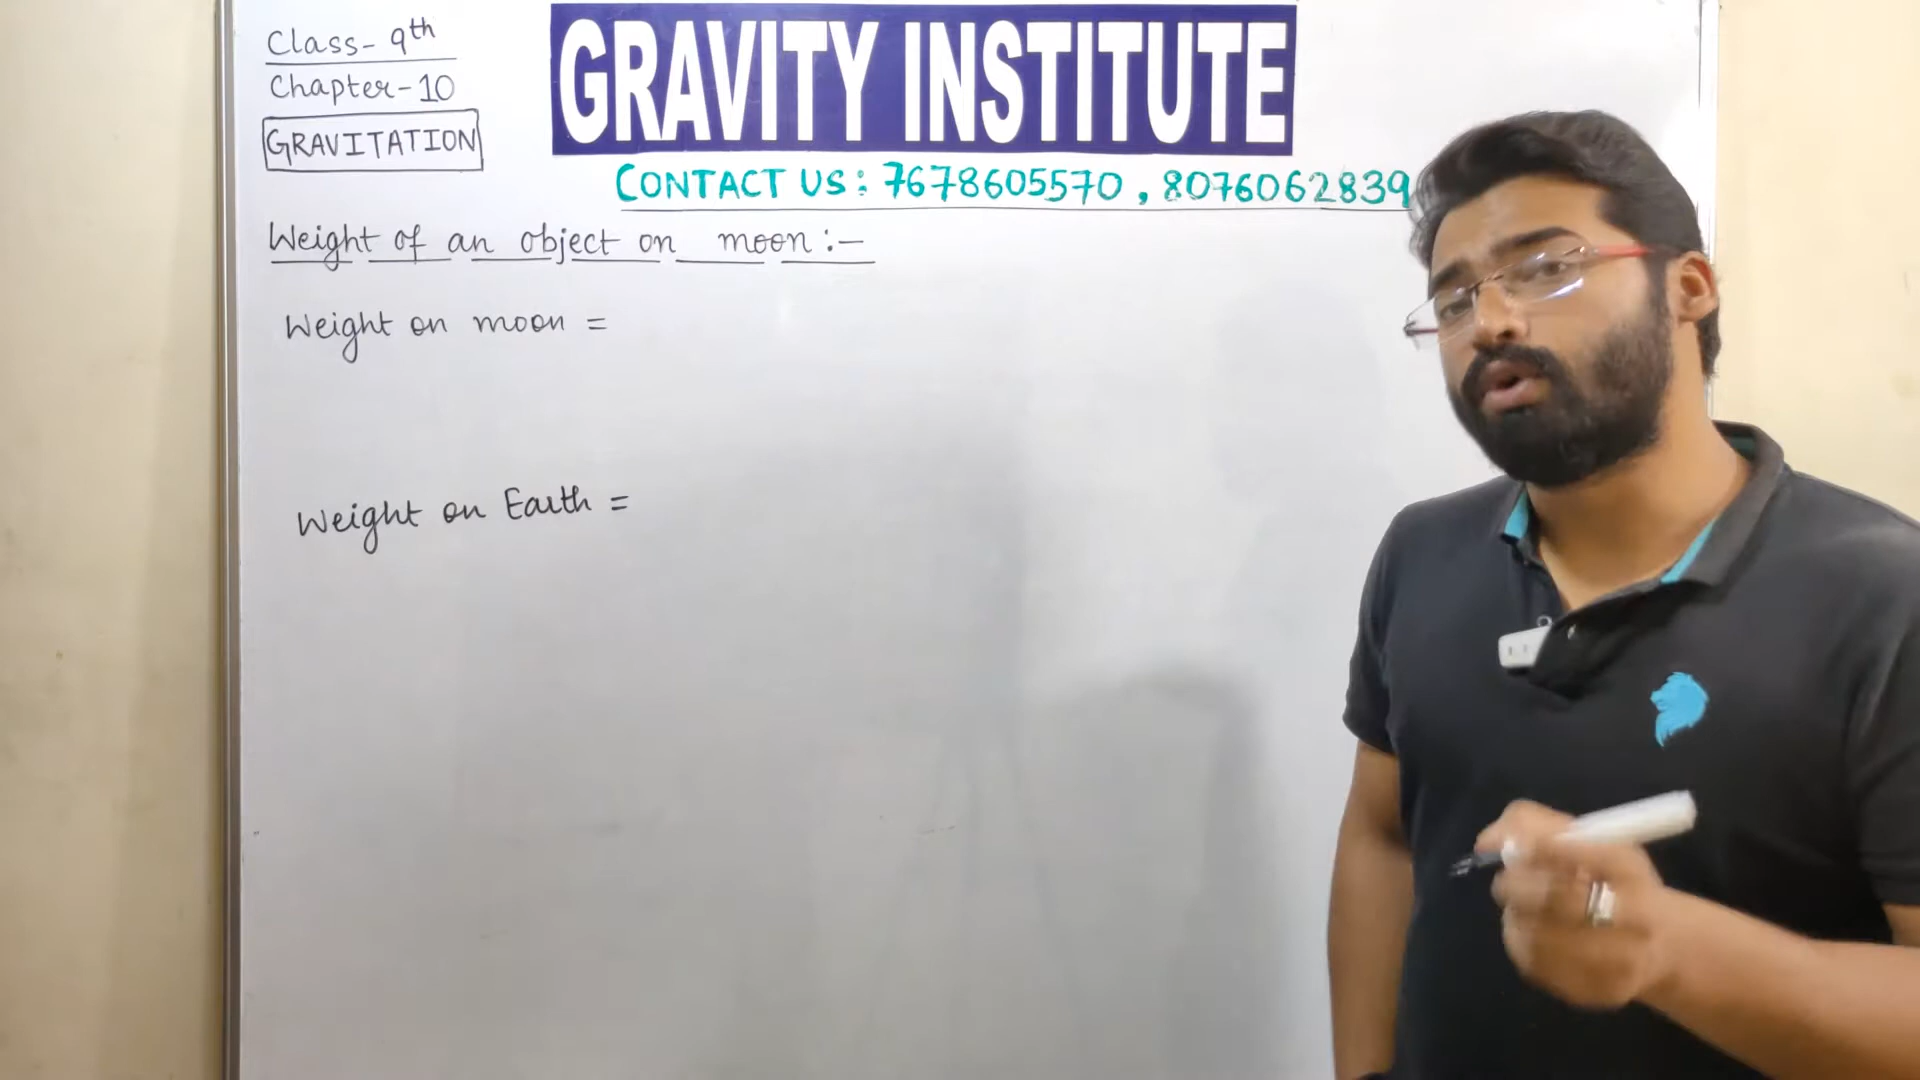 Class- 9th
Chapter-10
GRAVITATION
GRAVITY INSTITUTE
CONTACT US: 7678605570, 8076062839
Weight of an object on moon:-
Weight on moon =
Weight on Earth =